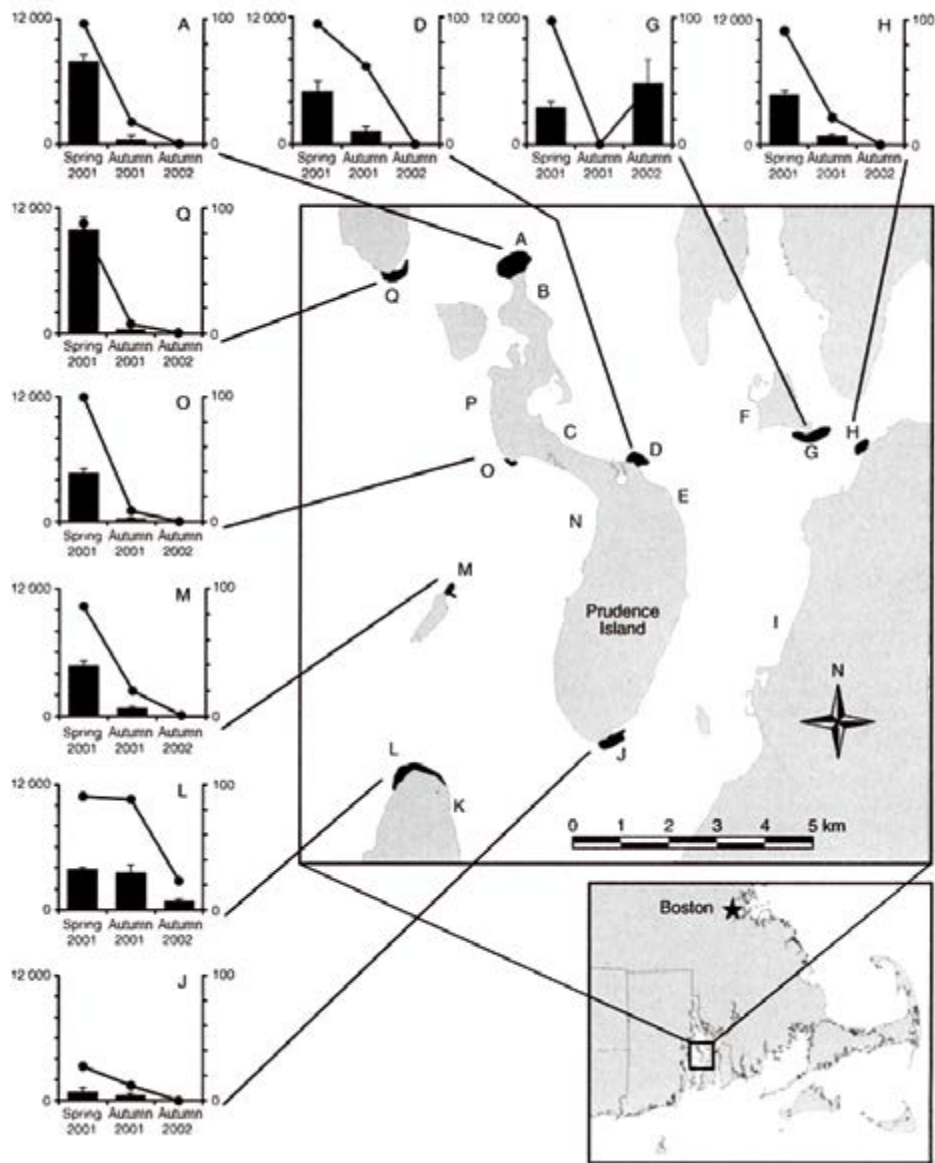 12 000 A 100
0 0
Spring 2001 Autumn 2001 Autumn 2002
12 000 D 100
0 0
Spring 2001 Autumn 2001 Autumn 2002
12 000 G 100
0 0
Spring 2001 Autumn 2001 Autumn 2002
12 000 H 100
0 0
Spring 2001 Autumn 2001 Autumn 2002
12 000 Q 100
0 0
Spring 2001 Autumn 2001 Autumn 2002
12 000 O 100
0 0
Spring 2001 Autumn 2001 Autumn 2002
12 000 M 100
0 0
Spring 2001 Autumn 2001 Autumn 2002
12 000 L 100
0 0
Spring 2001 Autumn 2001 Autumn 2002
12 000 J 100
0 0
Spring 2001 Autumn 2001 Autumn 2002
A
Q
B
P
C
F
G
H
D
O
E
N
M
Prudence
Island
I
N
L
J
K
0 1 2 3 4 5 km
Boston